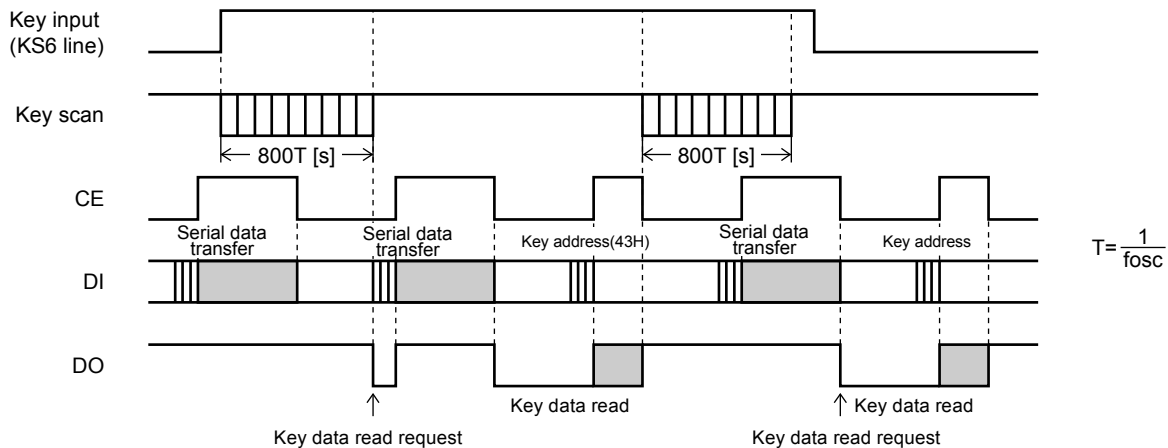 Key input
(KS6 line)
Key scan
800T [s]
800T [s]
CE
Serial data
transfer
Serial data
transfer
Key address(43H)
Serial data
transfer
Key address
T= 1
fosc
DI
DO
Key data read
Key data read
Key data read request
Key data read request